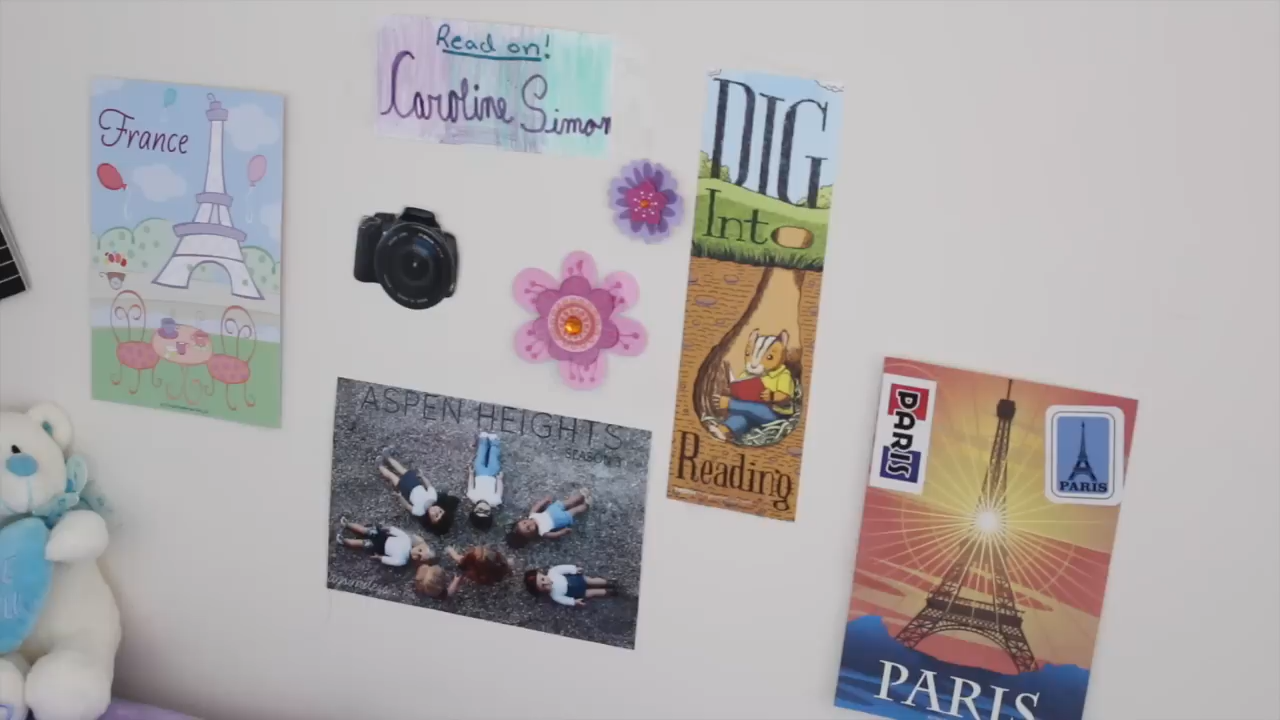 France
Read on!
Caroline Simon
DIG
Into
Reading
ASPEN HEIGHTS
PARIS
PARIS
PARIS